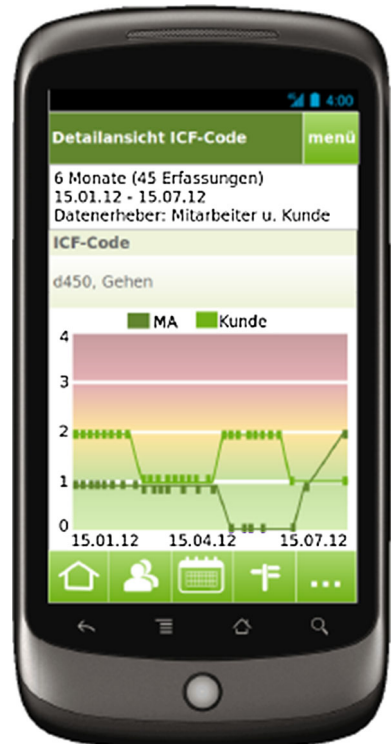 4:00
Detailansicht ICF-Code
menü
6 Monate (45 Erfassungen)
15.01.12 - 15.07.12
Datenerheber: Mitarbeiter u. Kunde
ICF-Code
d450, Gehen
MA Kunde
4
3
2
1
0
15.01.12 15.04.12 15.07.12
...